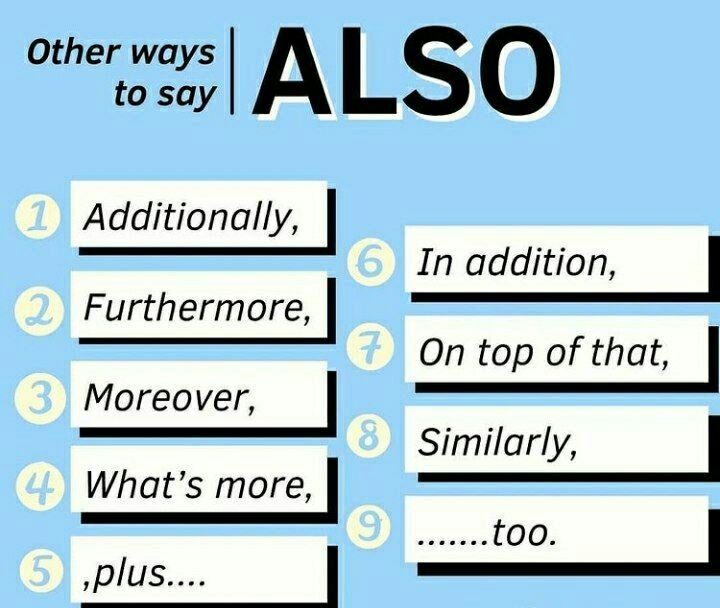 Other ways
to say
ALSO
1 Additionally,
2 Furthermore,
3 Moreover,
4 What's more,
5 ,plus....
6 In addition,
7 On top of that,
8 Similarly,
9 .......too.